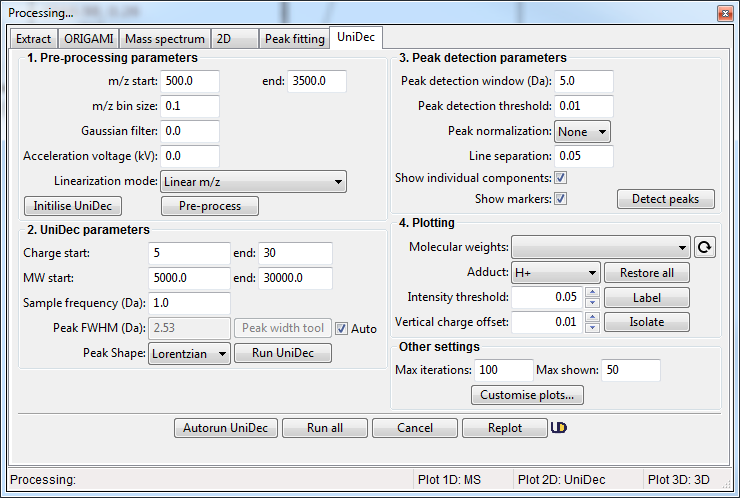 Processing...
Extract ORIGAMI Mass spectrum 2D Peak fitting UniDec
1. Pre-processing parameters
m/z start: 500.0 end: 3500.0
m/z bin size: 0.1
Gaussian filter: 0.0
Acceleration voltage (kV): 0.0
Linearization mode: Linear m/z
Initilise UniDec Pre-process
2. UniDec parameters
Charge start: 5 end: 30
MW start: 5000.0 end: 30000.0
Sample frequency (Da): 1.0
Peak FWHM (Da): 2.53 Peak width tool Auto
Peak Shape: Lorentzian Run UniDec
3. Peak detection parameters
Peak detection window (Da): 5.0
Peak detection threshold: 0.01
Peak normalization: None
Line separation: 0.05
Show individual components:
Show markers: Detect peaks
4. Plotting
Molecular weights:
Adduct: H+ Restore all
Intensity threshold: 0.05 Label
Vertical charge offset: 0.01 Isolate
Other settings
Max iterations: 100 Max shown: 50
Customise plots...
Autorun UniDec Run all Cancel Replot UD
Processing: Plot 1D: MS Plot 2D: UniDec Plot 3D: 3D